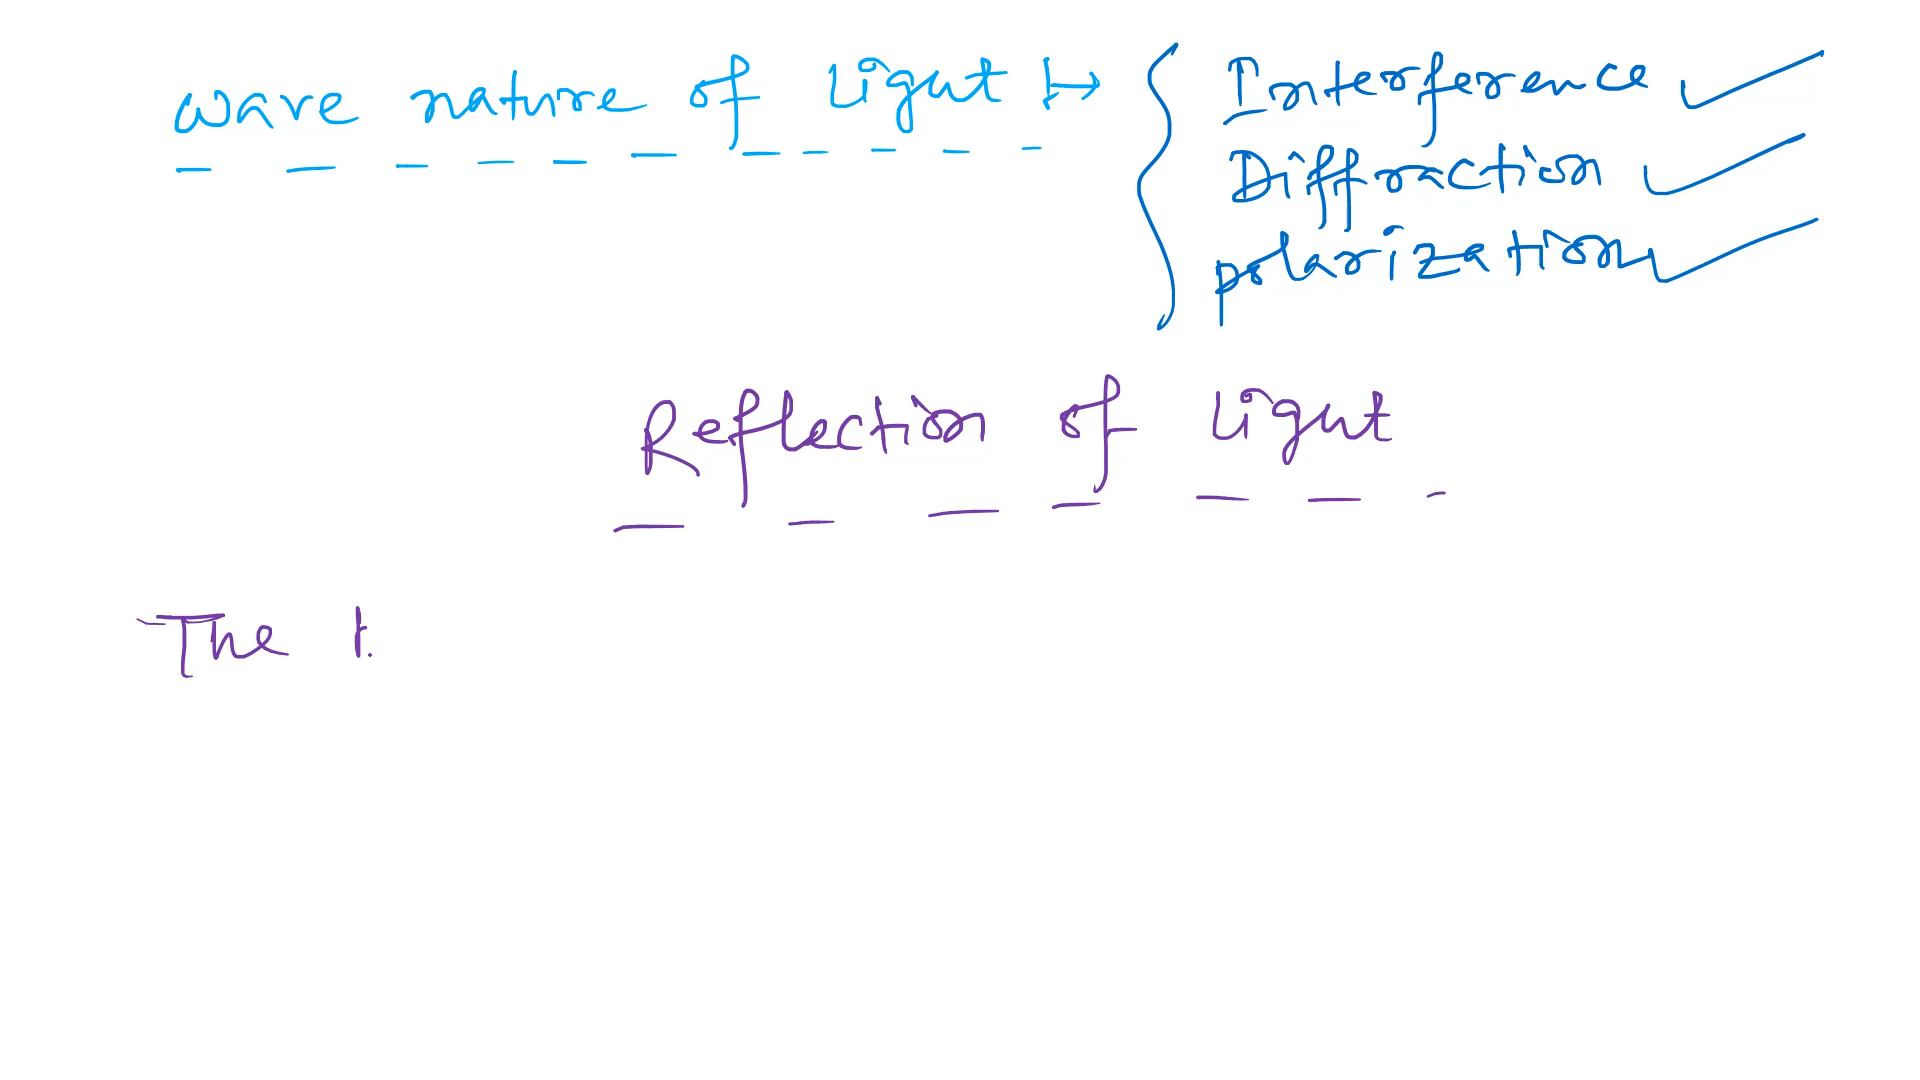 wave nature of light ↦ { Interference ✓
Diffraction ✓
polarization ✓
Reflection of light
The